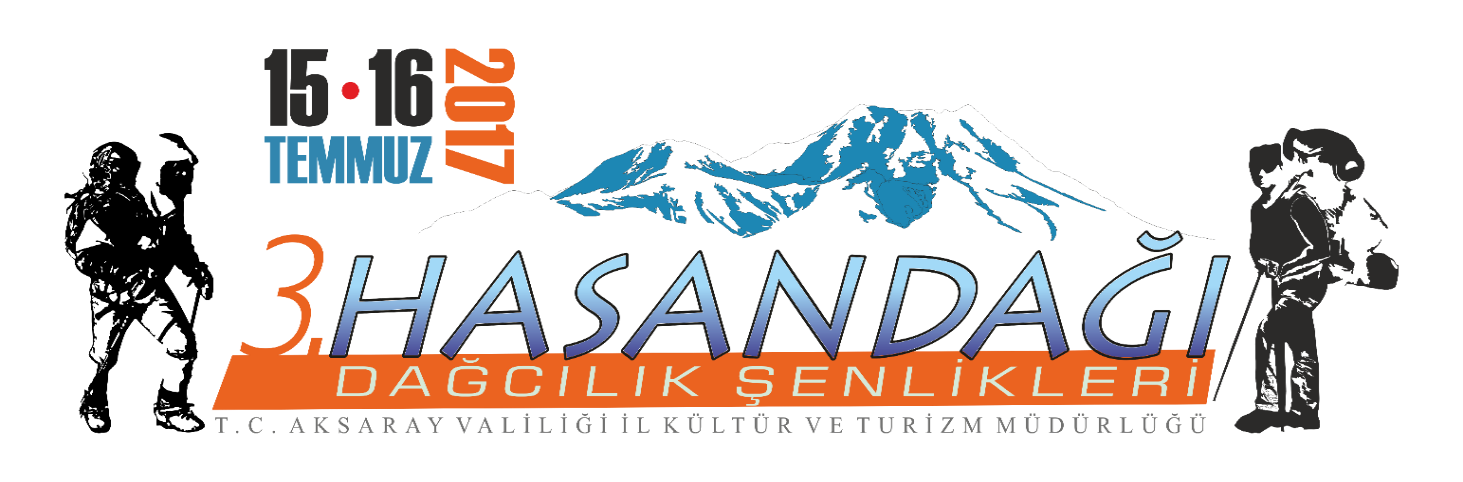 15 • 16
TEMMUZ
2017
3. HASANDAĞI
DAĞCILIK ŞENLİKLERİ
T.C. AKSARAY VALİLİĞİ İL KÜLTÜR VE TURİZM MÜDÜRLÜĞÜ